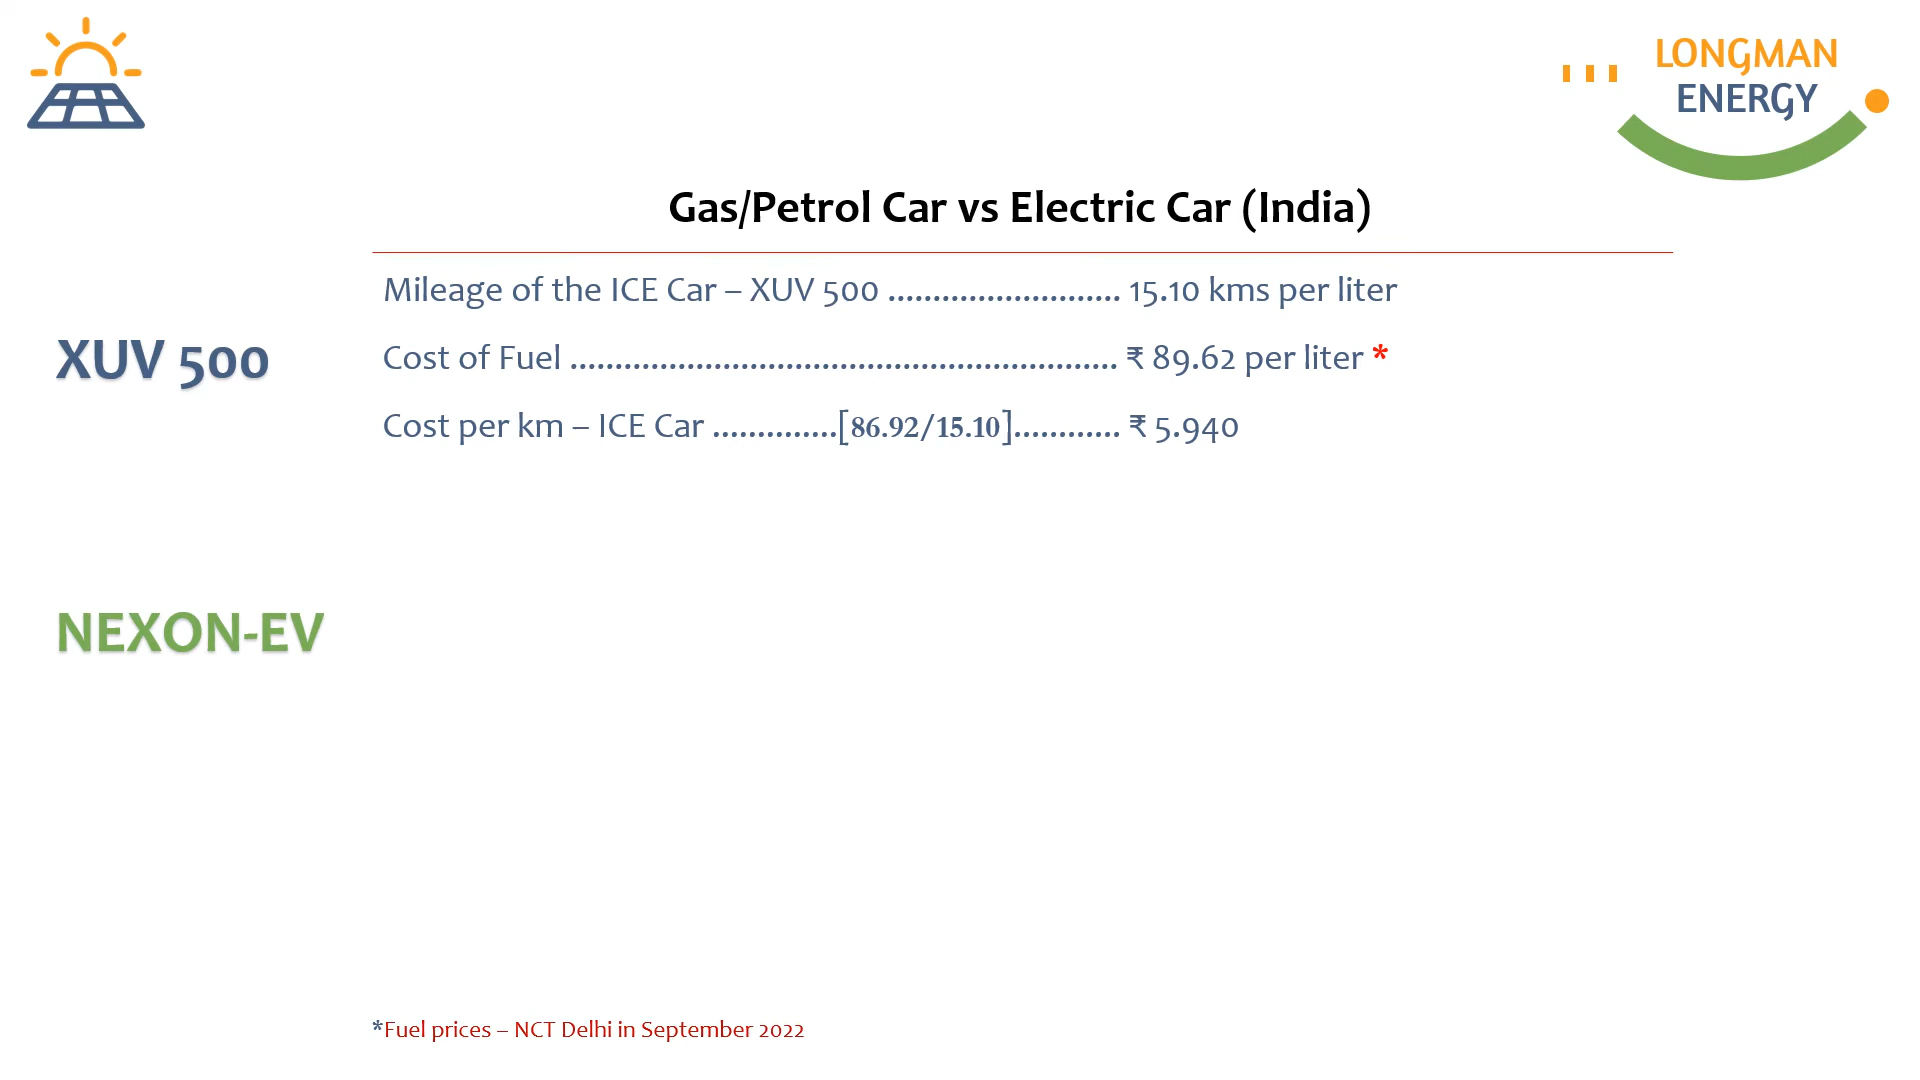 LONGMAN
ENERGY
Gas/Petrol Car vs Electric Car (India)
Mileage of the ICE Car – XUV 500 .......................... 15.10 kms per liter
XUV 500
Cost of Fuel ............................................................. ₹ 89.62 per liter *
Cost per km – ICE Car ..............[86.92/15.10]............ ₹ 5.940
NEXON-EV
*Fuel prices – NCT Delhi in September 2022